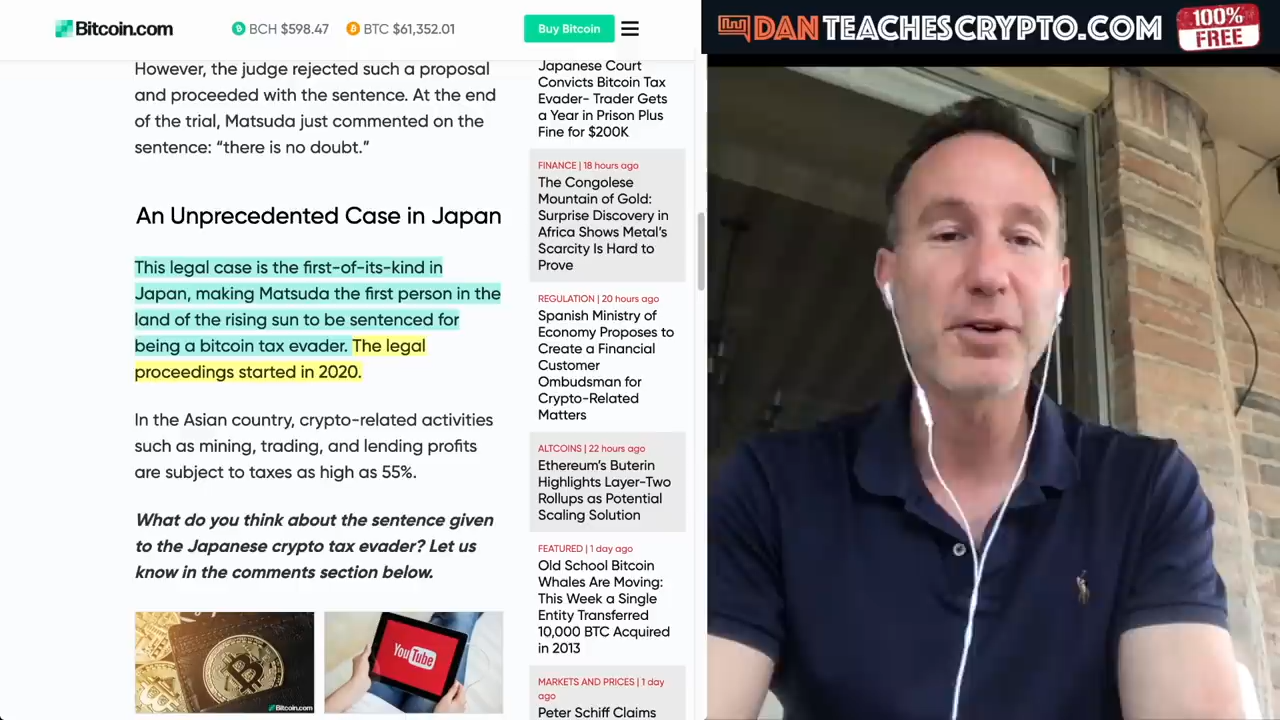 Bitcoin.com
BCH $598.47
BTC $61,352.01
Buy Bitcoin
DANTEACHESCRYPTO.COM
100%
FREE
However, the judge rejected such a proposal
and proceeded with the sentence. At the end
of the trial, Matsuda just commented on the
sentence: “there is no doubt.”
An Unprecedented Case in Japan
This legal case is the first-of-its-kind in
Japan, making Matsuda the first person in the
land of the rising sun to be sentenced for
being a bitcoin tax evader. The legal
proceedings started in 2020.
In the Asian country, crypto-related activities
such as mining, trading, and lending profits
are subject to taxes as high as 55%.
What do you think about the sentence given
to the Japanese crypto tax evader? Let us
know in the comments section below.
Bitcoin.com
YouTube
Japanese Court
Convicts Bitcoin Tax
Evader– Trader Gets
a Year in Prison Plus
Fine for $200K
FINANCE | 18 hours ago
The Congolese
Mountain of Gold:
Surprise Discovery in
Africa Shows Metal’s
Scarcity Is Hard to
Prove
REGULATION | 20 hours ago
Spanish Ministry of
Economy Proposes to
Create a Financial
Customer
Ombudsman for
Crypto-Related
Matters
ALTCOINS | 22 hours ago
Ethereum’s Buterin
Highlights Layer-Two
Rollups as Potential
Scaling Solution
FEATURED | 1 day ago
Old School Bitcoin
Whales Are Moving:
This Week a Single
Entity Transferred
10,000 BTC Acquired
in 2013
MARKETS AND PRICES | 1 day
ago
Peter Schiff Claims